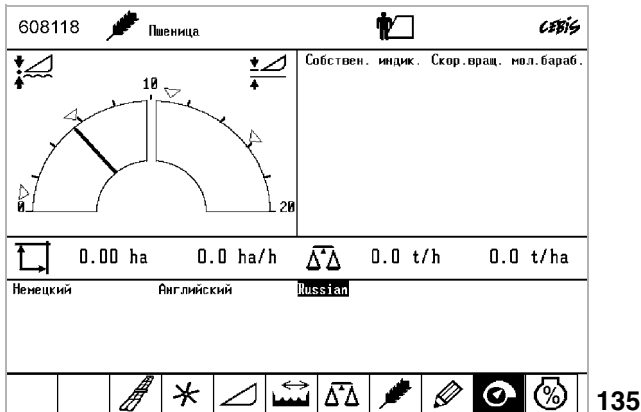 608118 Пшеница CEBIS
Собствен. индик. Скор.вращ. мол.бараб.
10
0 20
0.00 ha 0.0 ha/h 0.0 t/h 0.0 t/ha
Немецкий Английский Russian
%
135